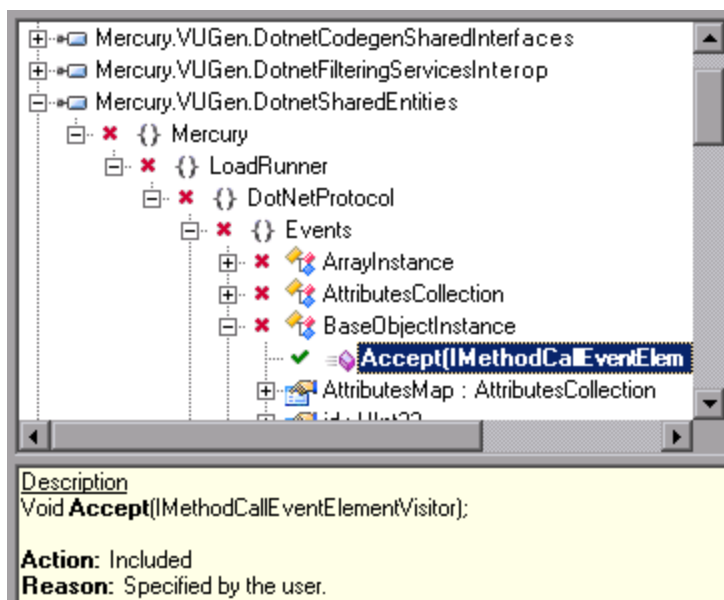 Mercury.VUGen.DotnetCodegenSharedInterfaces
Mercury.VUGen.DotnetFilteringServicesInterop
Mercury.VUGen.DotnetSharedEntities
{} Mercury
{} LoadRunner
{} DotNetProtocol
{} Events
ArrayInstance
AttributesCollection
BaseObjectInstance
Accept(IMethodCallEventElem
AttributesMap : AttributesCollection
Description
Void Accept(IMethodCallEventElementVisitor);
Action: Included
Reason: Specified by the user.